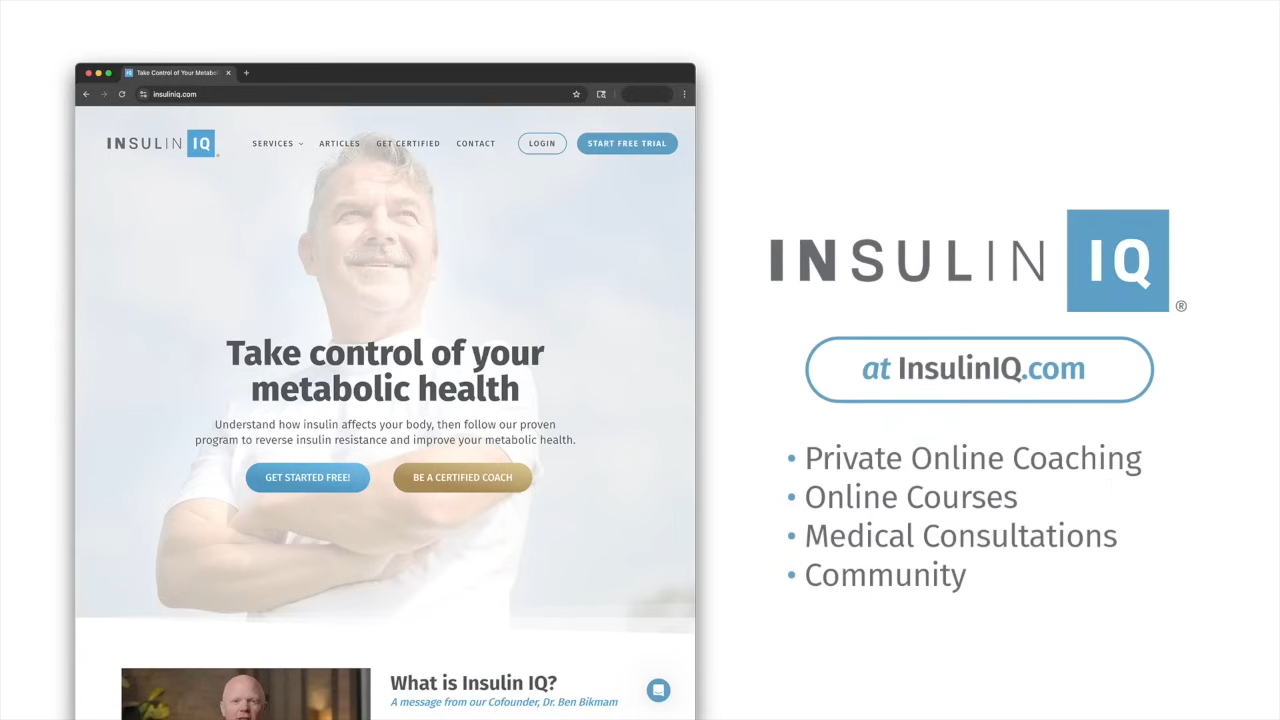 Take Control of Your Metabo
insuliniq.com
INSULIN IQ
SERVICES
ARTICLES
GET CERTIFIED
CONTACT
LOGIN
START FREE TRIAL
Take control of your
metabolic health
Understand how insulin affects your body, then follow our proven
program to reverse insulin resistance and improve your metabolic health.
GET STARTED FREE!
BE A CERTIFIED COACH
What is Insulin IQ?
A message from our Cofounder, Dr. Ben Bikmam
INSULIN IQ®
at InsulinIQ.com
• Private Online Coaching
• Online Courses
• Medical Consultations
• Community